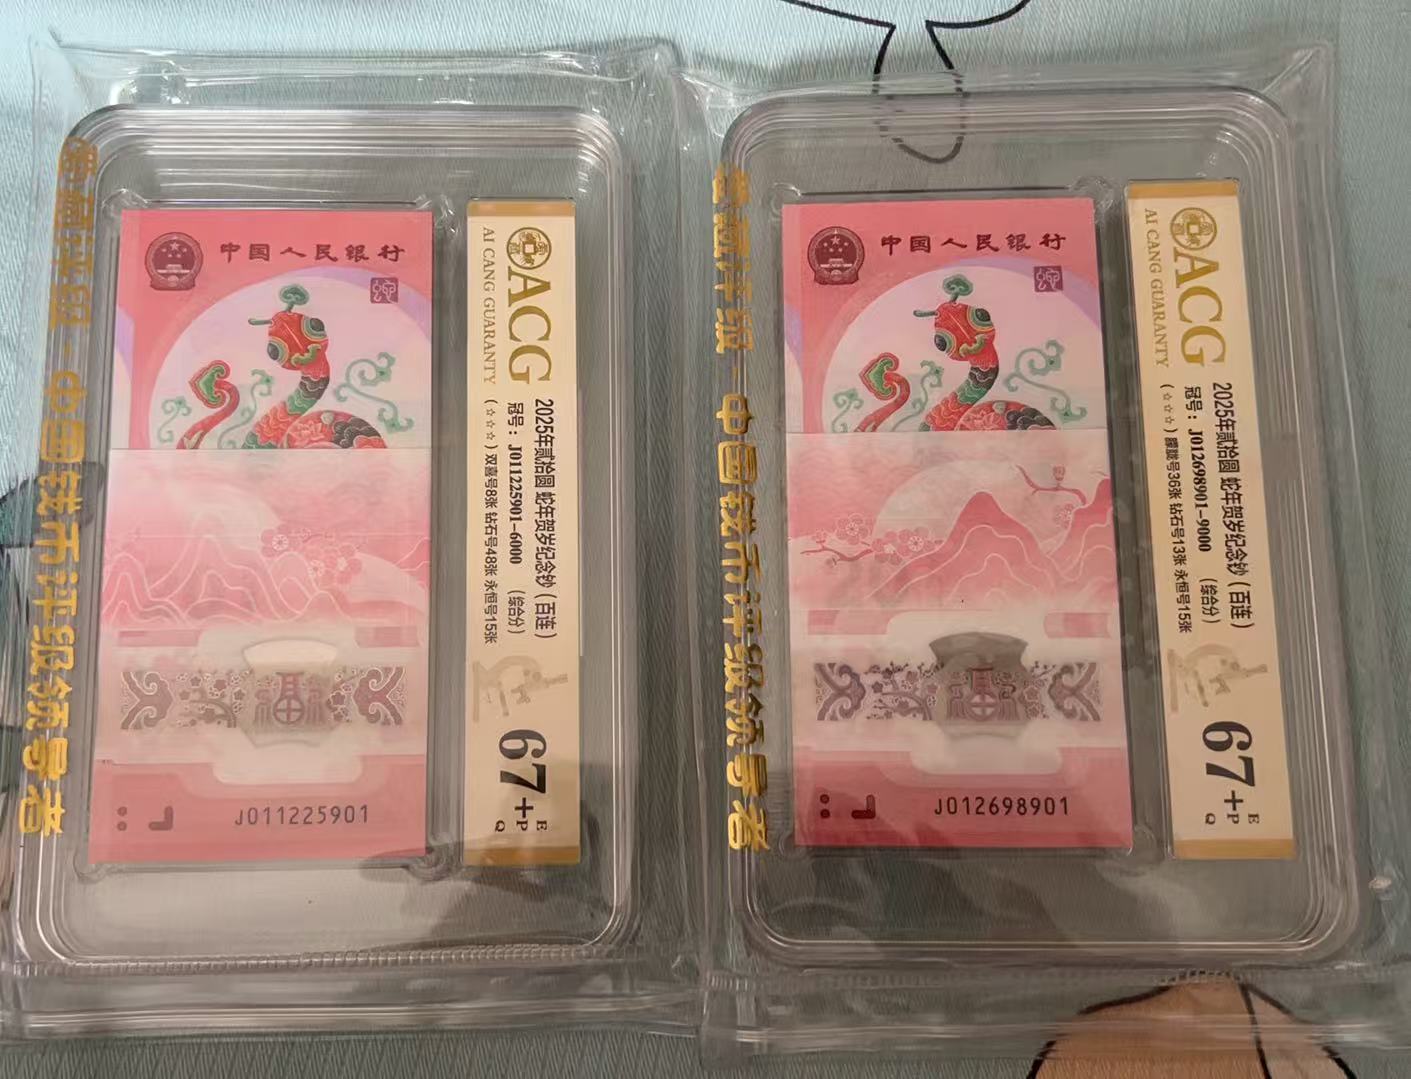 爱藏评级 - 中国钱币评级领导者
中国人民银行
J011225901
ACG
AI CANG GUARANTY
2025年贰拾圆 蛇年贺岁纪念钞（百连）
冠号：J011225901-6000 （综合分）
（☆☆☆）双喜号8张 钻石号48张 永恒号15张
67+
E
P
Q
爱藏评级 - 中国钱币评级领导者
中国人民银行
J012698901
ACG
AI CANG GUARANTY
2025年贰拾圆 蛇年贺岁纪念钞（百连）
冠号：J012698901-9000 （综合分）
（☆☆☆）朦胧号36张 钻石号13张 永恒号15张
67+
E
P
Q